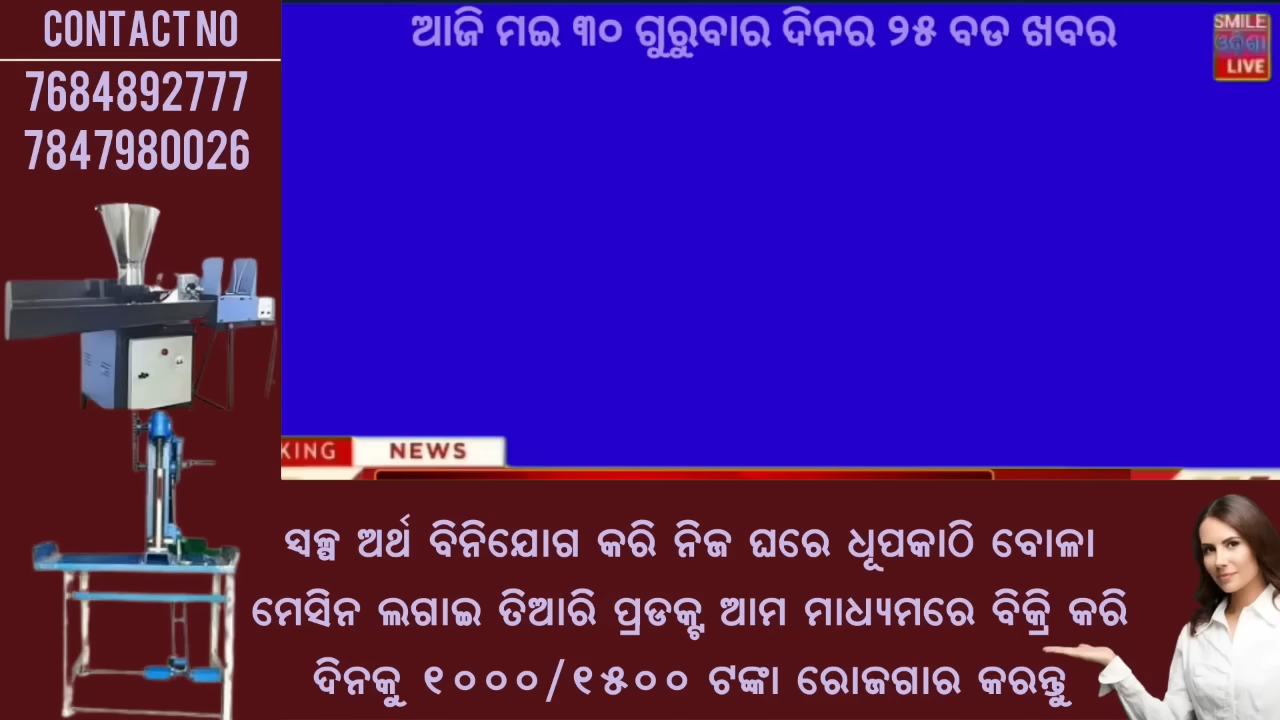 CONTACT NO
7684892777
7847980026
ଆଜି ମଇ ୩୦ ଗୁରୁବାର ଦିନର ୨୫ ବଡ ଖବର
SMILE
ଓଡ଼ିଶା
LIVE
KING NEWS
ସ୍ୱଳ୍ପ ଅର୍ଥ ବିନିଯୋଗ କରି ନିଜ ଘରେ ଧୂପକାଠି ବୋଳା
ମେସିନ ଲଗାଇ ତିଆରି ପ୍ରଡକ୍ଟ ଆମ ମାଧ୍ୟମରେ ବିକ୍ରି କରି
ଦିନକୁ ୧୦୦୦/୧୫୦୦ ଟଙ୍କା ରୋଜଗାର କରନ୍ତୁ